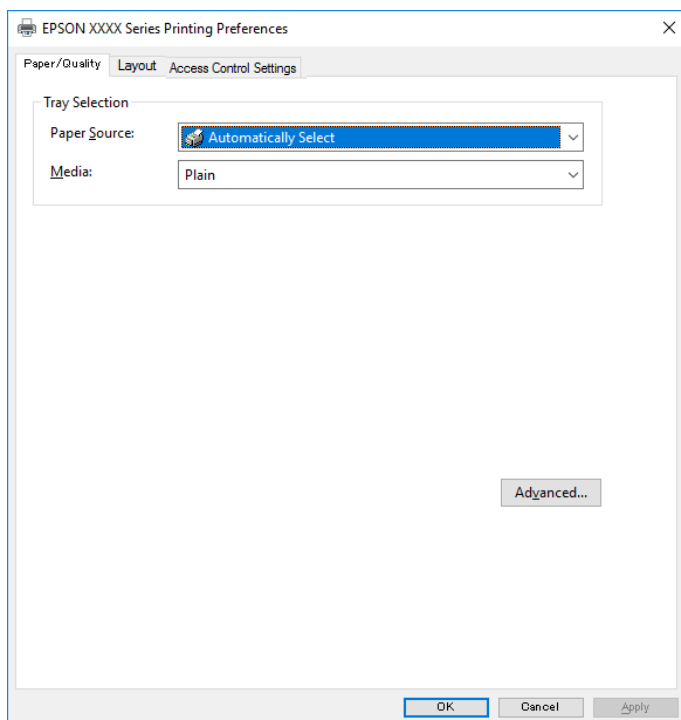 EPSON XXXX Series Printing Preferences
Paper/Quality Layout Access Control Settings
Tray Selection
Paper Source: Automatically Select
Media: Plain
Advanced...
OK Cancel Apply